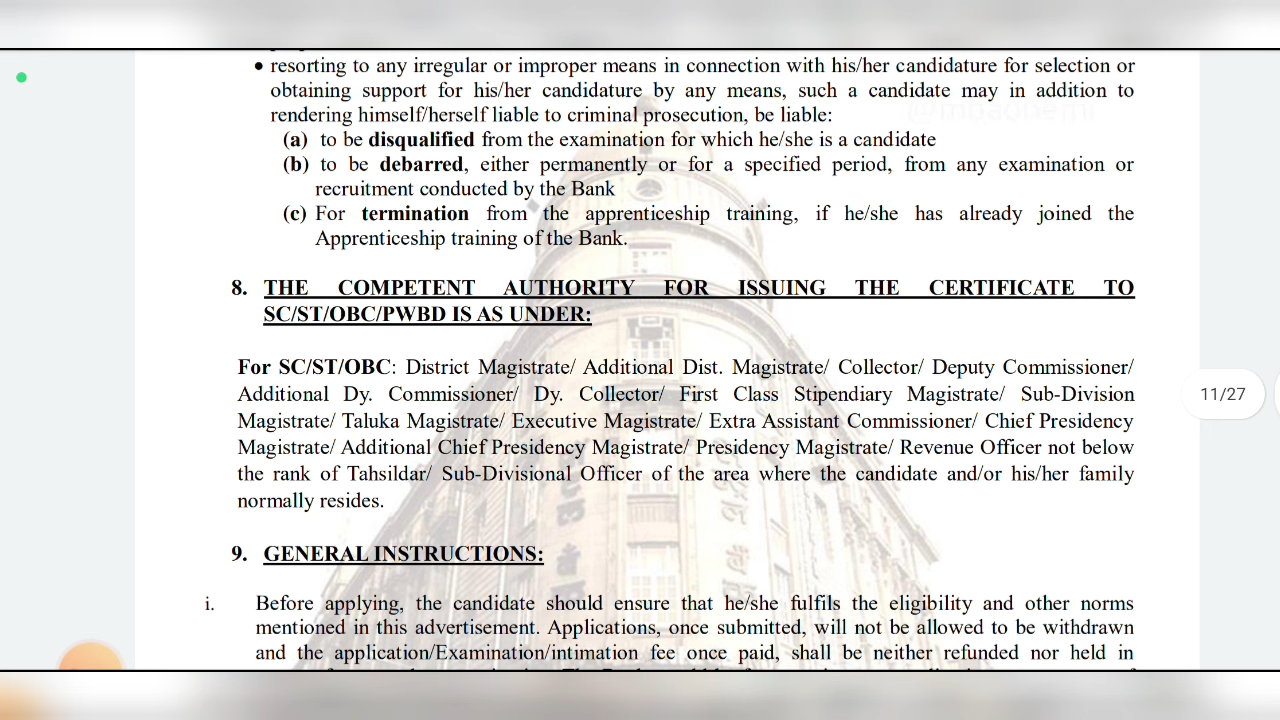 • resorting to any irregular or improper means in connection with his/her candidature for selection or
obtaining support for his/her candidature by any means, such a candidate may in addition to
rendering himself/herself liable to criminal prosecution, be liable:
(a) to be disqualified from the examination for which he/she is a candidate
(b) to be debarred, either permanently or for a specified period, from any examination or
recruitment conducted by the Bank
(c) For termination from the apprenticeship training, if he/she has already joined the
Apprenticeship training of the Bank.
8. THE COMPETENT AUTHORITY FOR ISSUING THE CERTIFICATE TO
SC/ST/OBC/PWBD IS AS UNDER:
For SC/ST/OBC: District Magistrate/ Additional Dist. Magistrate/ Collector/ Deputy Commissioner/
Additional Dy. Commissioner/ Dy. Collector/ First Class Stipendiary Magistrate/ Sub-Division
Magistrate/ Taluka Magistrate/ Executive Magistrate/ Extra Assistant Commissioner/ Chief Presidency
Magistrate/ Additional Chief Presidency Magistrate/ Presidency Magistrate/ Revenue Officer not below
the rank of Tahsildar/ Sub-Divisional Officer of the area where the candidate and/or his/her family
normally resides.
11/27
9. GENERAL INSTRUCTIONS:
i. Before applying, the candidate should ensure that he/she fulfils the eligibility and other norms
mentioned in this advertisement. Applications, once submitted, will not be allowed to be withdrawn
and the application/Examination/intimation fee once paid, shall be neither refunded nor held in